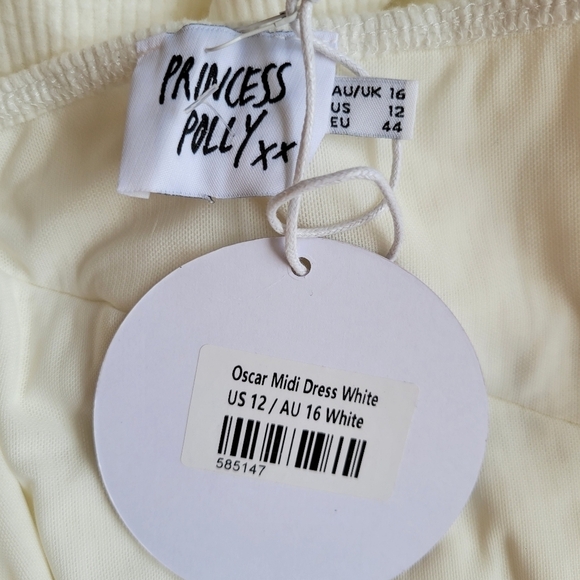 PRINCESS
POLLY xx
AU/UK 16
US 12
EU 44
Oscar Midi Dress White
US 12 / AU 16 White
585147